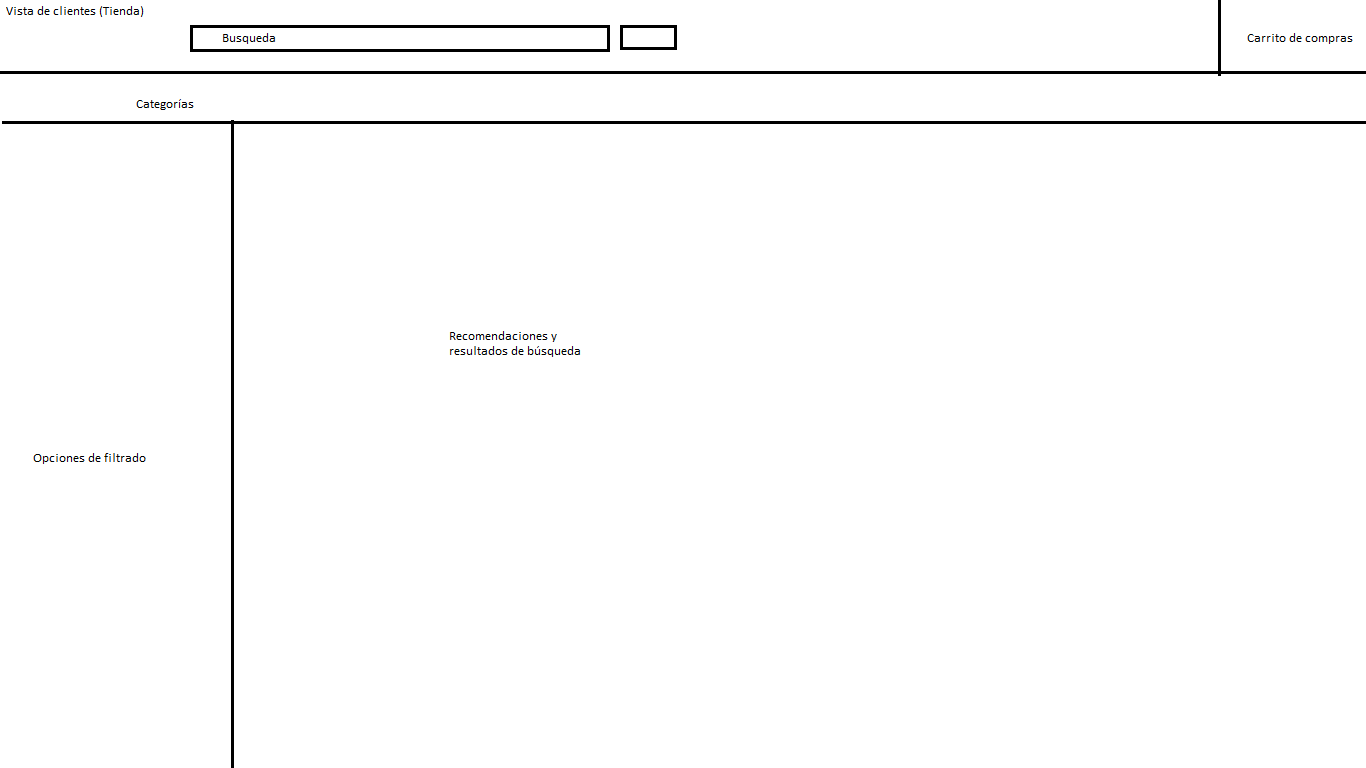 Vista de clientes (Tienda)
Busqueda
Carrito de compras
Categorías
Recomendaciones y
resultados de búsqueda
Opciones de filtrado